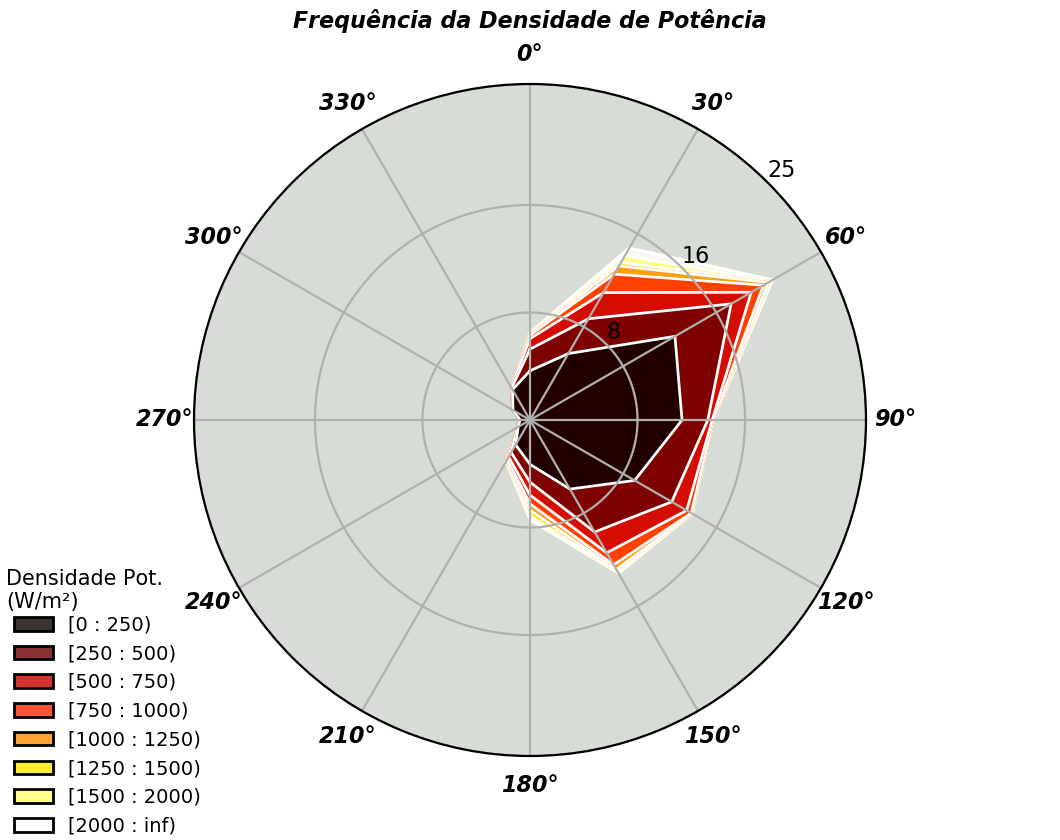 Frequência da Densidade de Potência
0°
330°
30°
25
300°
60°
16
8
270°
90°
240°
120°
210°
150°
180°
Densidade Pot.
(W/m²)
[0 : 250)
[250 : 500)
[500 : 750)
[750 : 1000)
[1000 : 1250)
[1250 : 1500)
[1500 : 2000)
[2000 : inf)